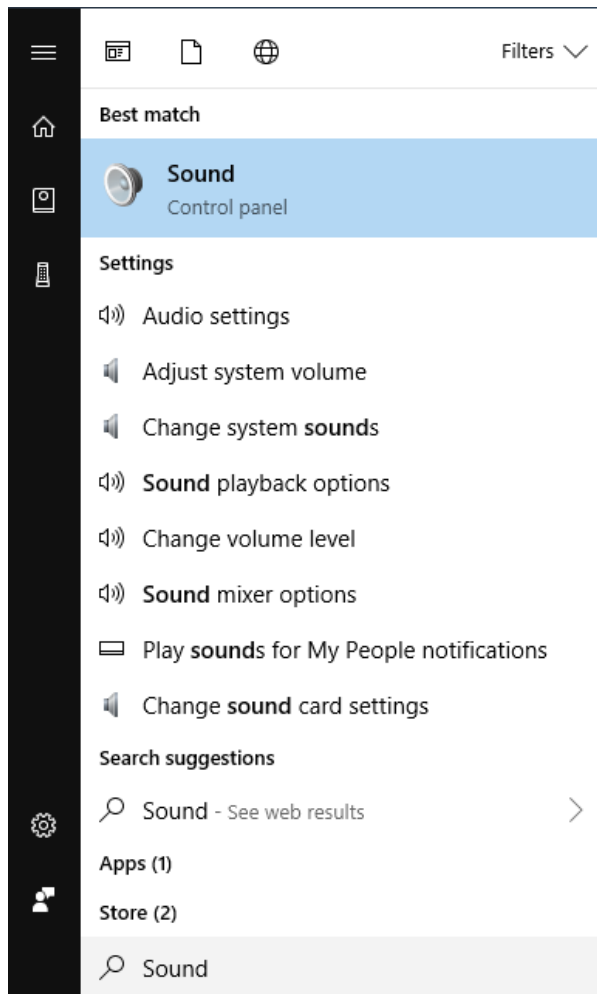 Filters
Best match
Sound
Control panel
Settings
Audio settings
Adjust system volume
Change system sounds
Sound playback options
Change volume level
Sound mixer options
Play sounds for My People notifications
Change sound card settings
Search suggestions
Sound - See web results
Apps (1)
Store (2)
Sound